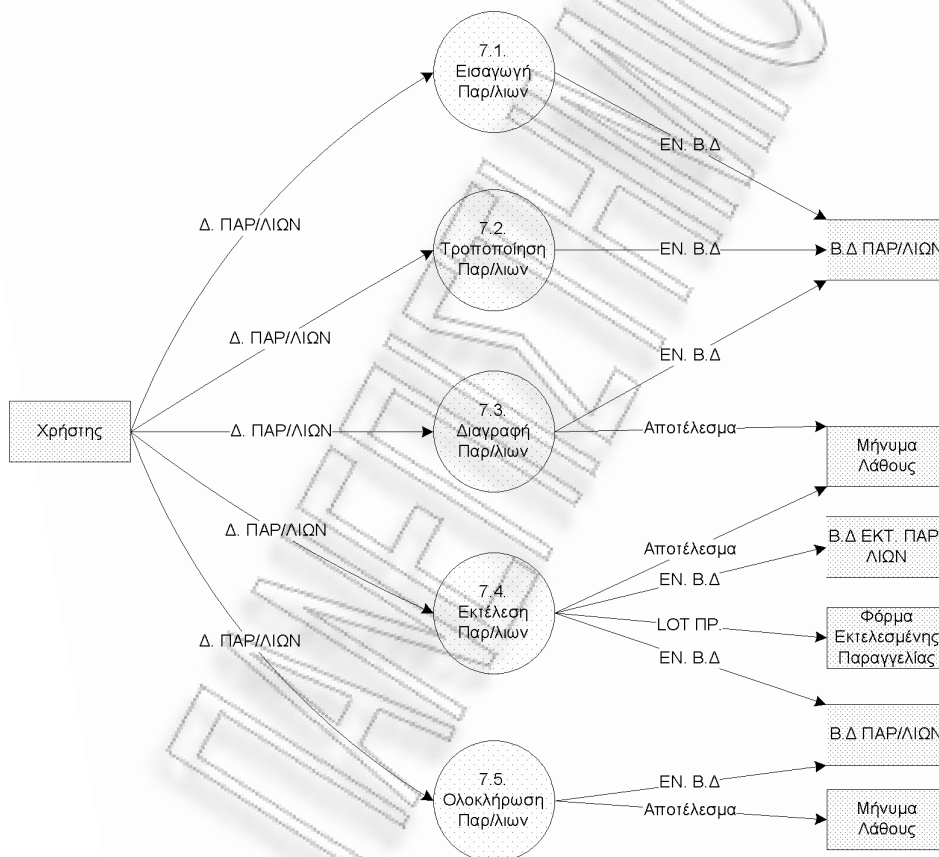 7.1.
Εισαγωγή
Παρ/λιων
ΕΝ. Β.Δ
Δ. ΠΑΡ/ΛΙΩΝ
7.2.
Τροποποίηση
Παρ/λιων
ΕΝ. Β.Δ
Β.Δ ΠΑΡ/ΛΙΩΝ
Δ. ΠΑΡ/ΛΙΩΝ
ΕΝ. Β.Δ
Χρήστης
Δ. ΠΑΡ/ΛΙΩΝ
7.3.
Διαγραφή
Παρ/λιων
Αποτέλεσμα
Μήνυμα
Λάθους
Δ. ΠΑΡ/ΛΙΩΝ
Αποτέλεσμα
ΕΝ. Β.Δ
Β.Δ ΕΚΤ. ΠΑΡ
ΛΙΩΝ
7.4.
Εκτέλεση
Παρ/λιων
LOT ΠΡ.
ΕΝ. Β.Δ
Φόρμα
Εκτελεσμένης
Παραγγελίας
Δ. ΠΑΡ/ΛΙΩΝ
Β.Δ ΠΑΡ/ΛΙΩΝ
7.5.
Ολοκλήρωση
Παρ/λιων
ΕΝ. Β.Δ
Αποτέλεσμα
Μήνυμα
Λάθους